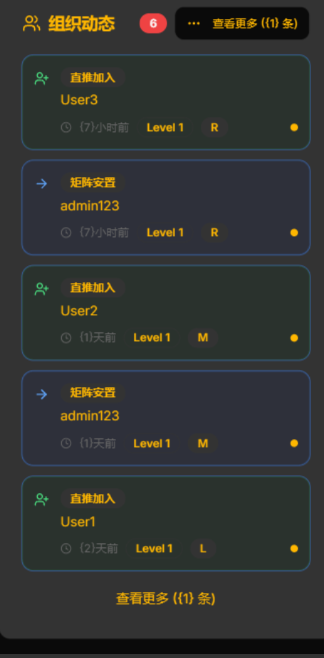 组织动态 6 ··· 查看更多 ({1} 条)
直推加入
User3
{7}小时前 Level 1 R
矩阵安置
admin123
{7}小时前 Level 1 R
直推加入
User2
{1}天前 Level 1 M
矩阵安置
admin123
{1}天前 Level 1 M
直推加入
User1
{2}天前 Level 1 L
查看更多 ({1} 条)